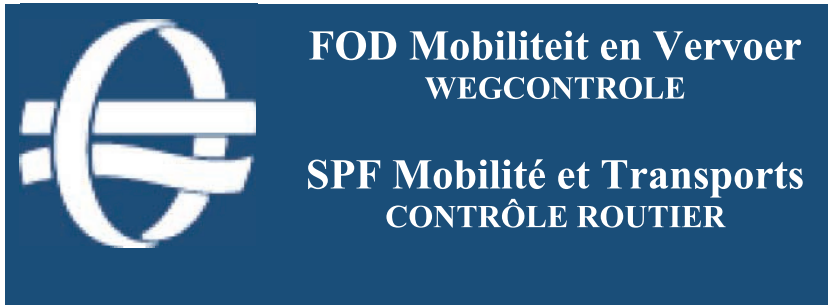 FOD Mobiliteit en Vervoer
WEGCONTROLE
SPF Mobilité et Transports
CONTRÔLE ROUTIER